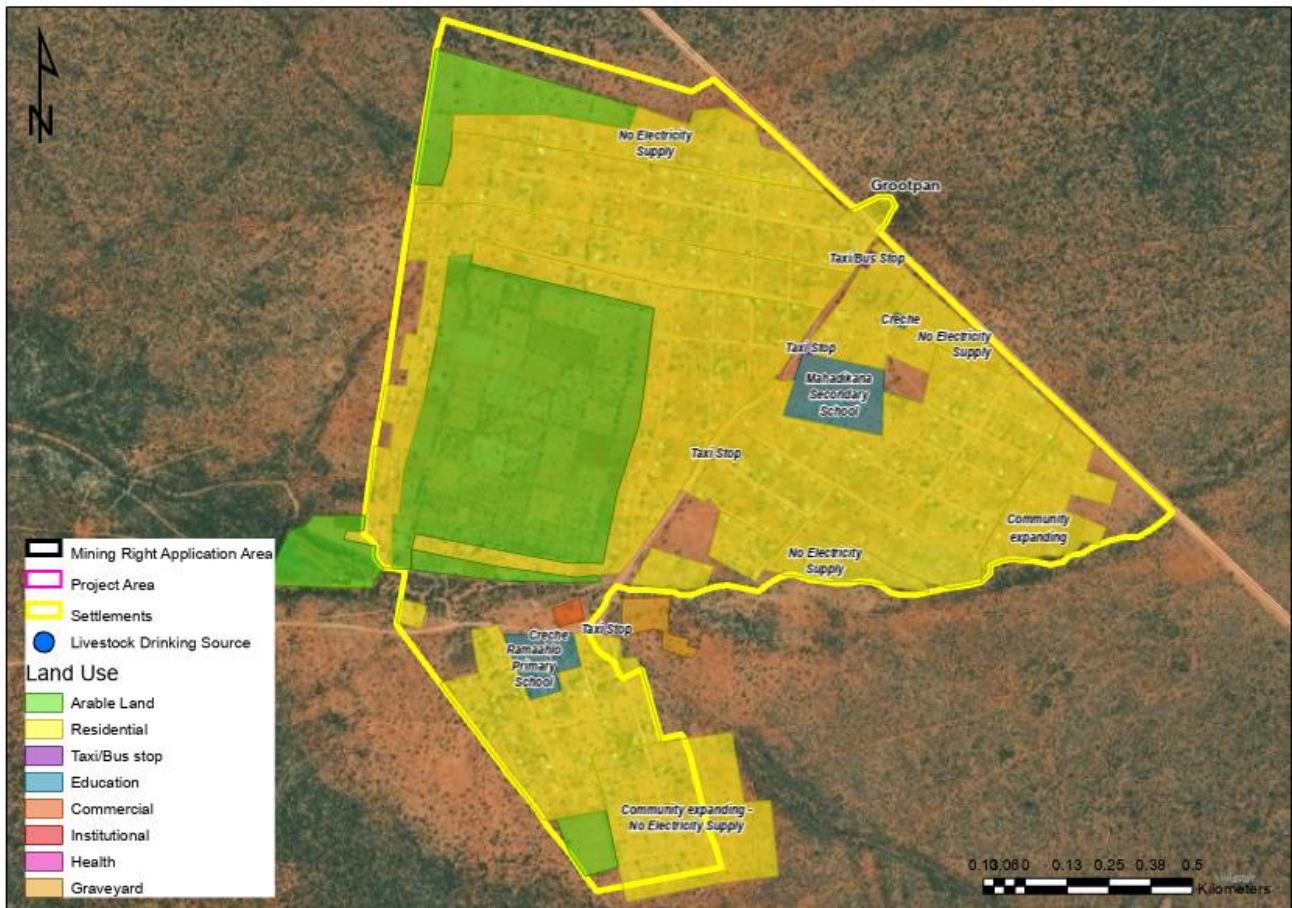 N
No Electricity
Supply
Grootpan
Taxi/Bus Stop
Creche
No Electricity
Supply
Taxi Stop
Mahadikana
Secondary
School
Taxi Stop
Community
expanding
No Electricity
Supply
Creche
Ramaahlo
Primary
School
Taxi Stop
Community expanding -
No Electricity Supply
Mining Right Application Area
Project Area
Settlements
Livestock Drinking Source
Land Use
Arable Land
Residential
Taxi/Bus stop
Education
Commercial
Institutional
Health
Graveyard
0 0.13 0.25 0.38 0.5
Kilometers